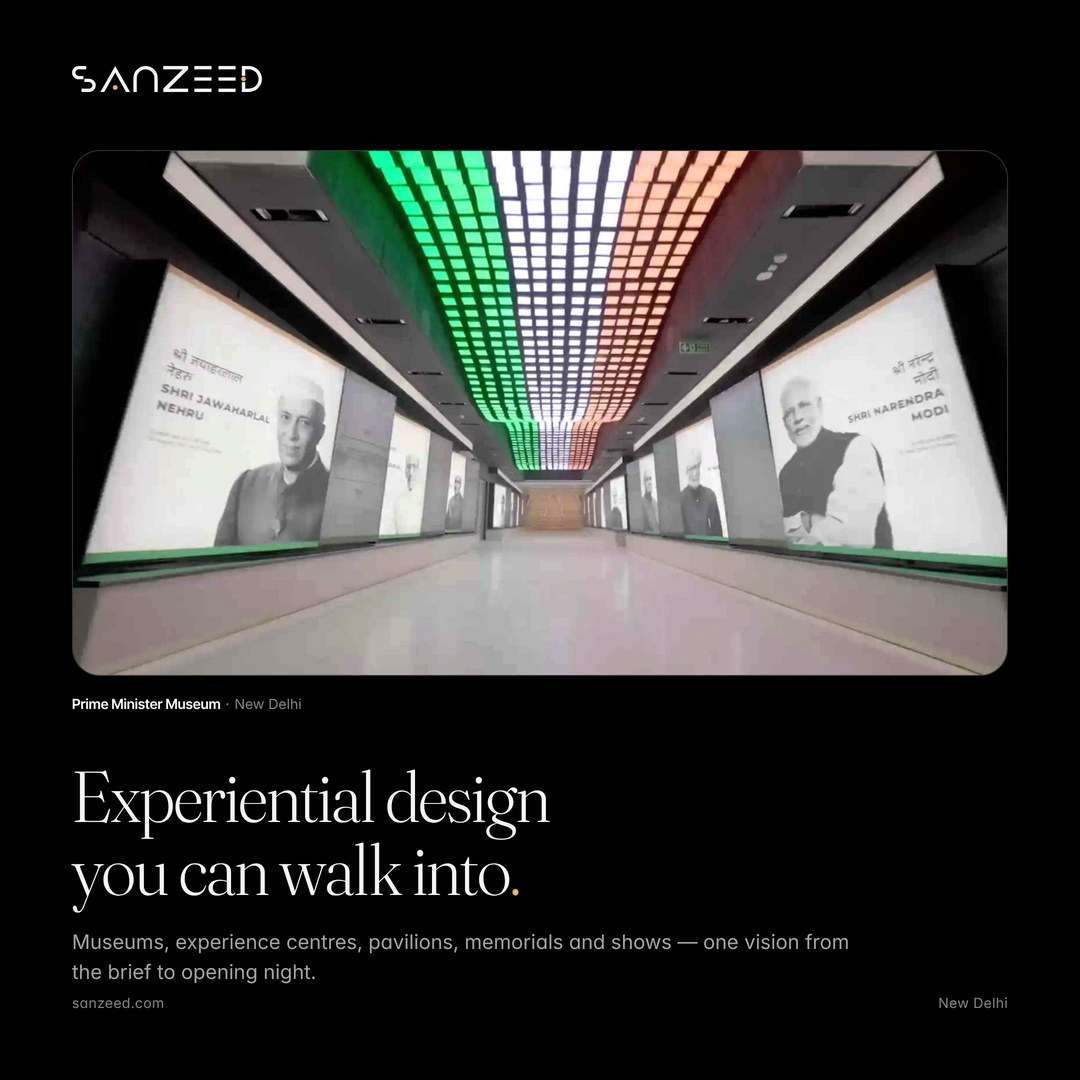 SANZEED
श्री जवाहरलाल
नेहरु
SHRI JAWAHARLAL
NEHRU
श्री नरेन्द्र
मोदी
SHRI NARENDRA
MODI
Prime Minister Museum · New Delhi
Experiential design
you can walk into.
Museums, experience centres, pavilions, memorials and shows — one vision from
the brief to opening night.
sanzeed.com
New Delhi